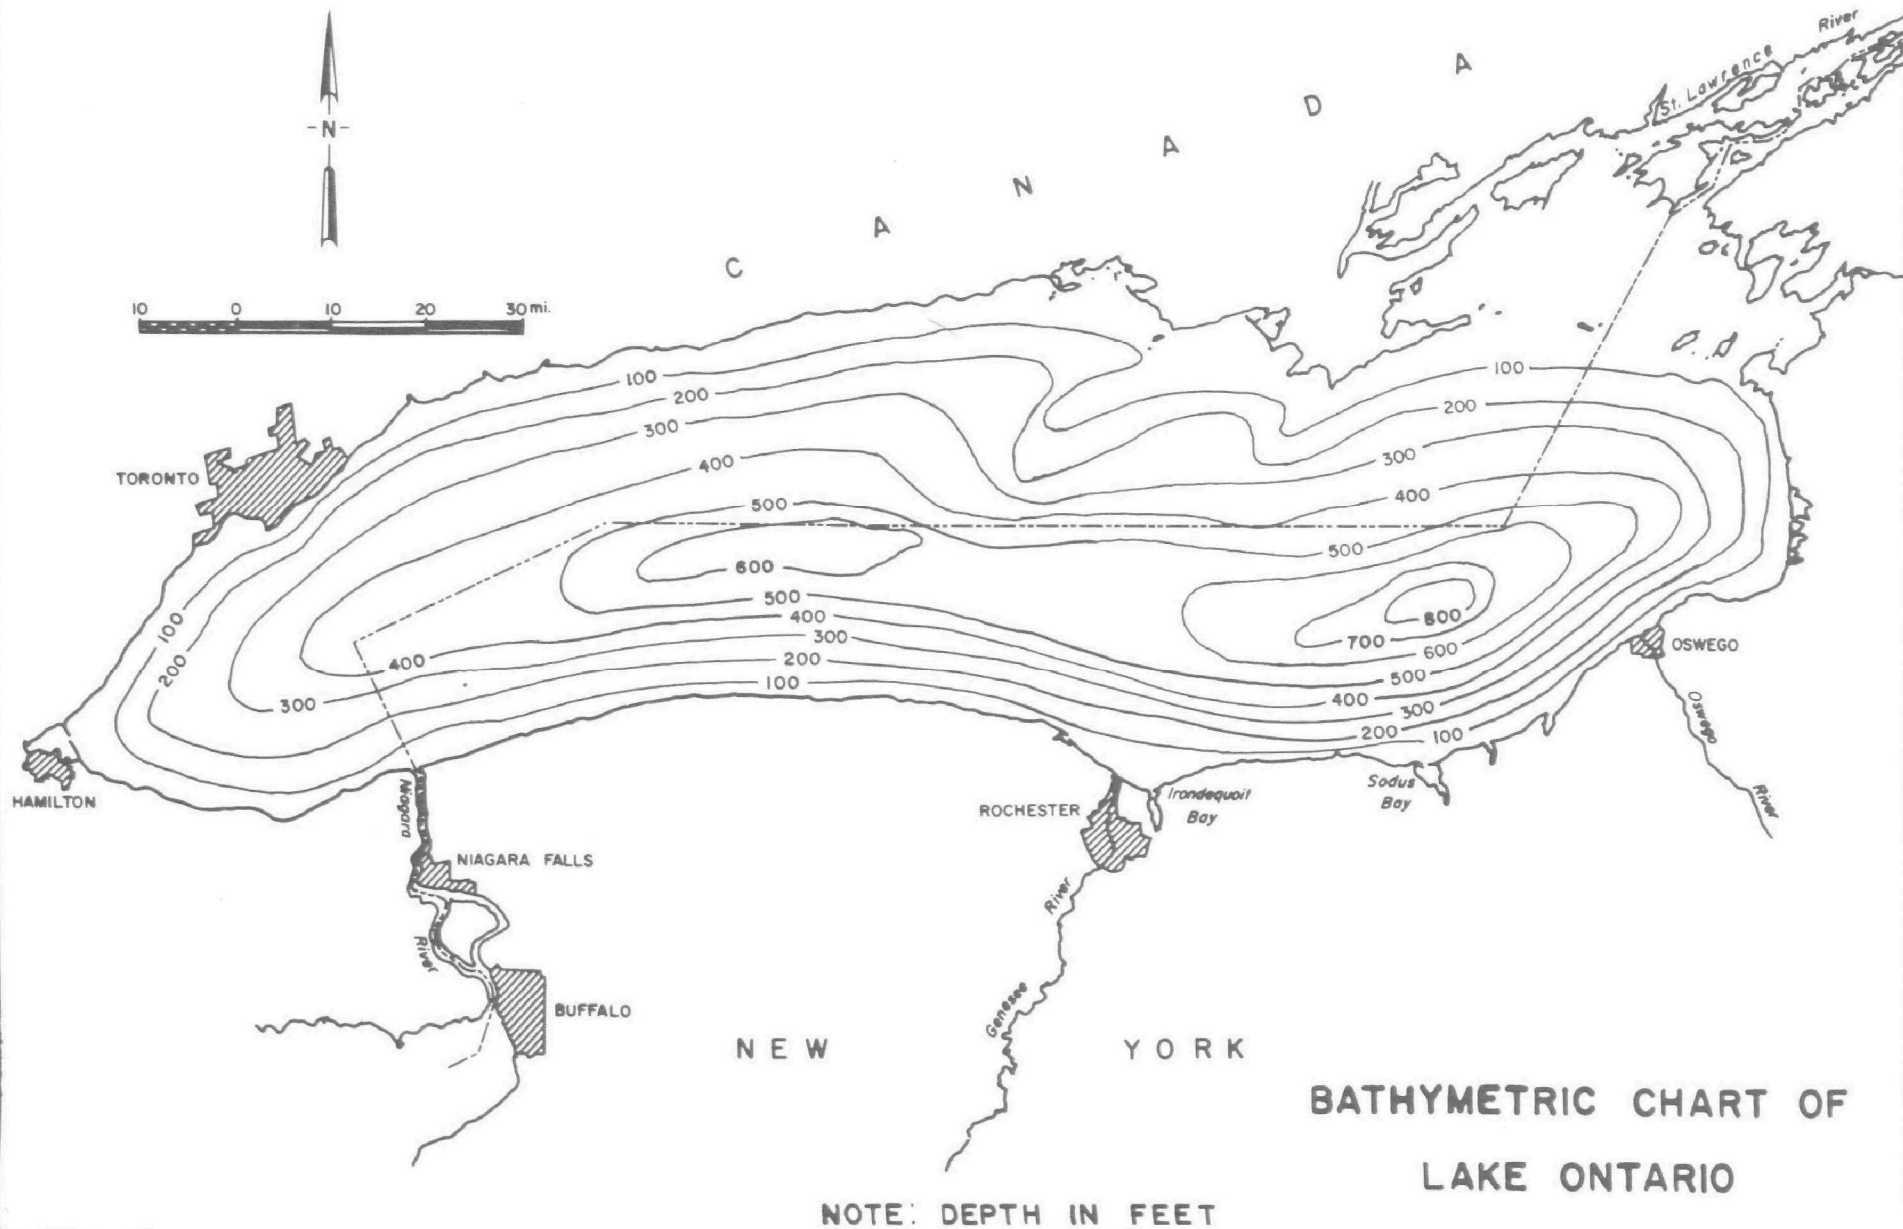 River
St. Lawrence
C A N A D A
-N-
10 0 10 20 30 mi.
100
200
300
400
500
600
500
400
300
200
100
100
200
300
400
500
TORONTO
100
200
400
300
800
700
600
500
400
300
200
100
OSWEGO
Oswego
River
HAMILTON
Niagara
River
NIAGARA FALLS
BUFFALO
ROCHESTER
Irondequoit
Bay
Sodus
Bay
Genesee
River
NEW YORK
BATHYMETRIC CHART OF
LAKE ONTARIO
NOTE: DEPTH IN FEET